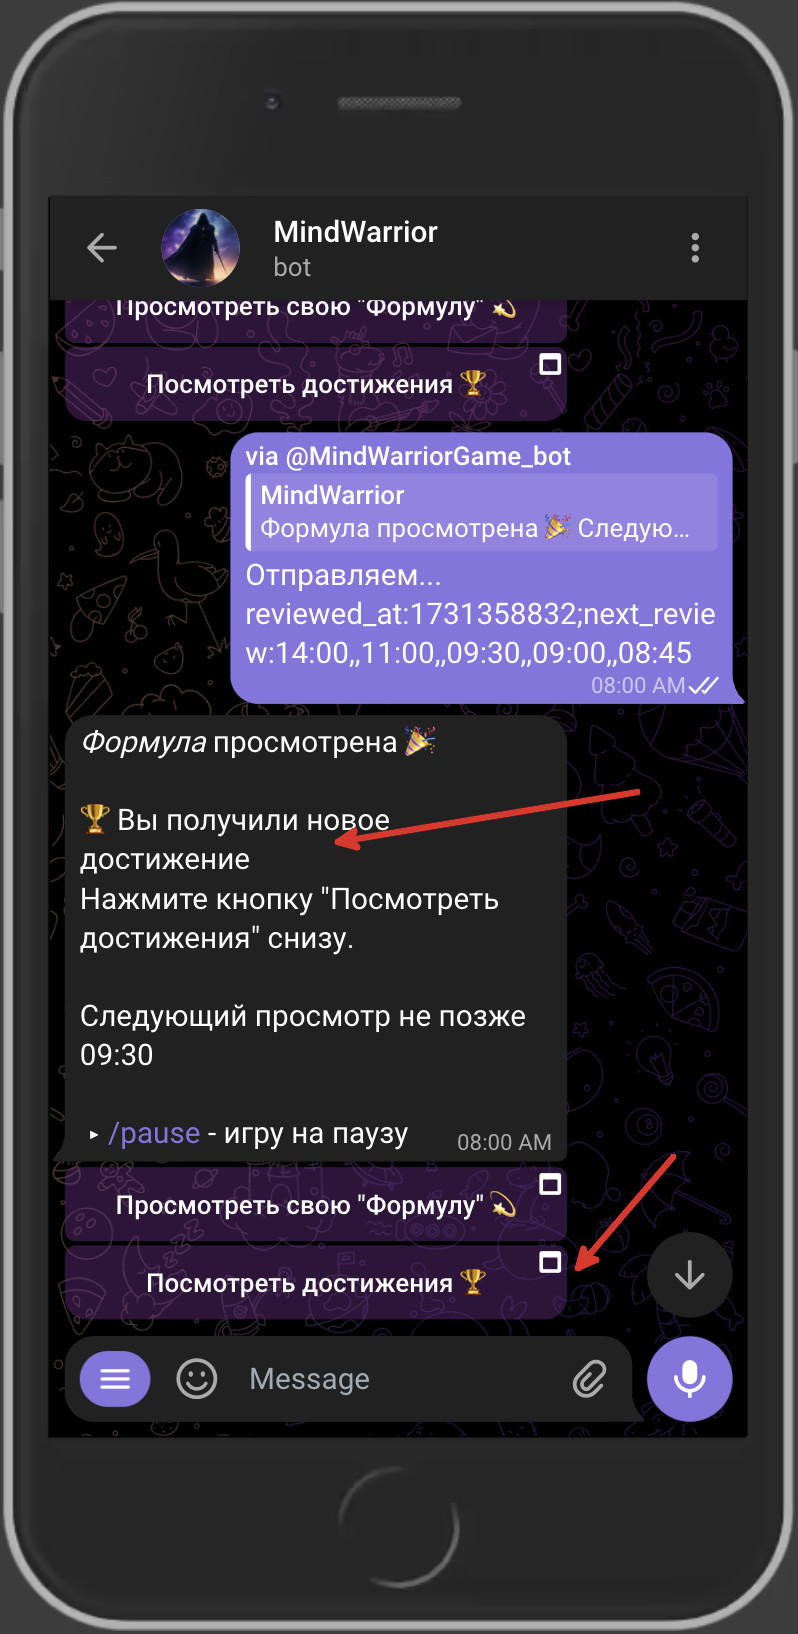 MindWarrior
bot
Просмотреть свою "Формулу" 💫
Посмотреть достижения 🏆
via @MindWarriorGame_bot
MindWarrior
Формула просмотрена 🎉 Следую...
Отправляем...
reviewed_at:1731358832;next_revie
w:14:00,,11:00,,09:30,,09:00,,08:45
08:00 AM
Формула просмотрена 🎉
🏆 Вы получили новое
достижение
Нажмите кнопку "Посмотреть
достижения" снизу.
Следующий просмотр не позже
09:30
‣ /pause - игру на паузу
08:00 AM
Просмотреть свою "Формулу" 💫
Посмотреть достижения 🏆
Message